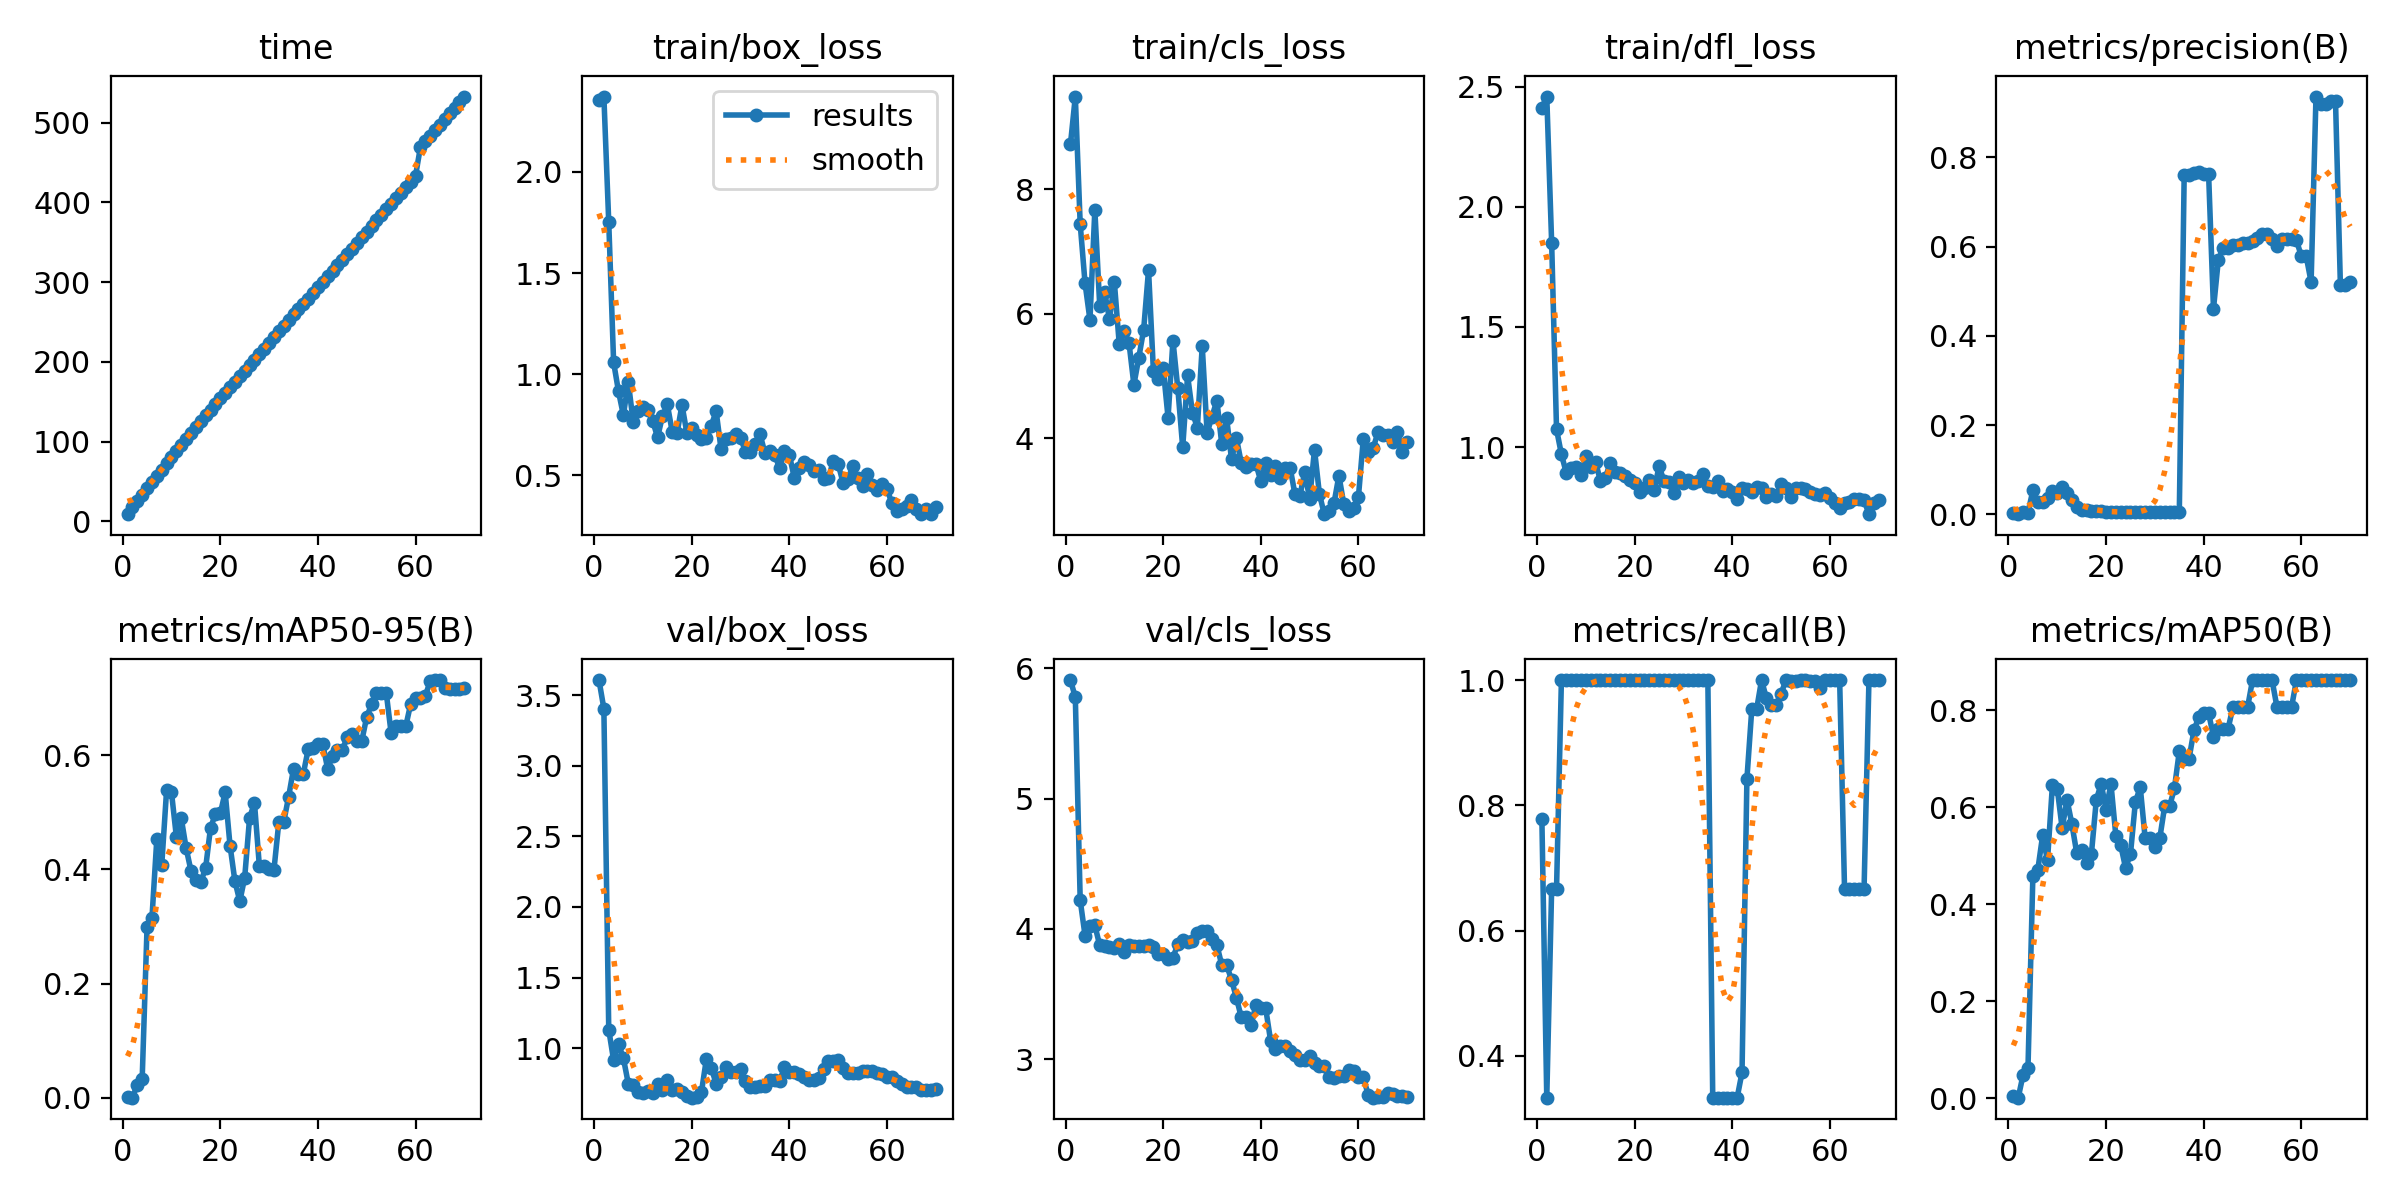 time
train/box_loss
train/cls_loss
train/dfl_loss
metrics/precision(B)
500
400
300
200
100
0
0 20 40 60
results
smooth
2.0
1.5
1.0
0.5
0 20 40 60
8
6
4
0 20 40 60
2.5
2.0
1.5
1.0
0 20 40 60
0.8
0.6
0.4
0.2
0.0
0 20 40 60
metrics/mAP50-95(B)
val/box_loss
val/cls_loss
metrics/recall(B)
metrics/mAP50(B)
0.6
0.4
0.2
0.0
0 20 40 60
3.5
3.0
2.5
2.0
1.5
1.0
0 20 40 60
6
5
4
3
0 20 40 60
1.0
0.8
0.6
0.4
0 20 40 60
0.8
0.6
0.4
0.2
0.0
0 20 40 60